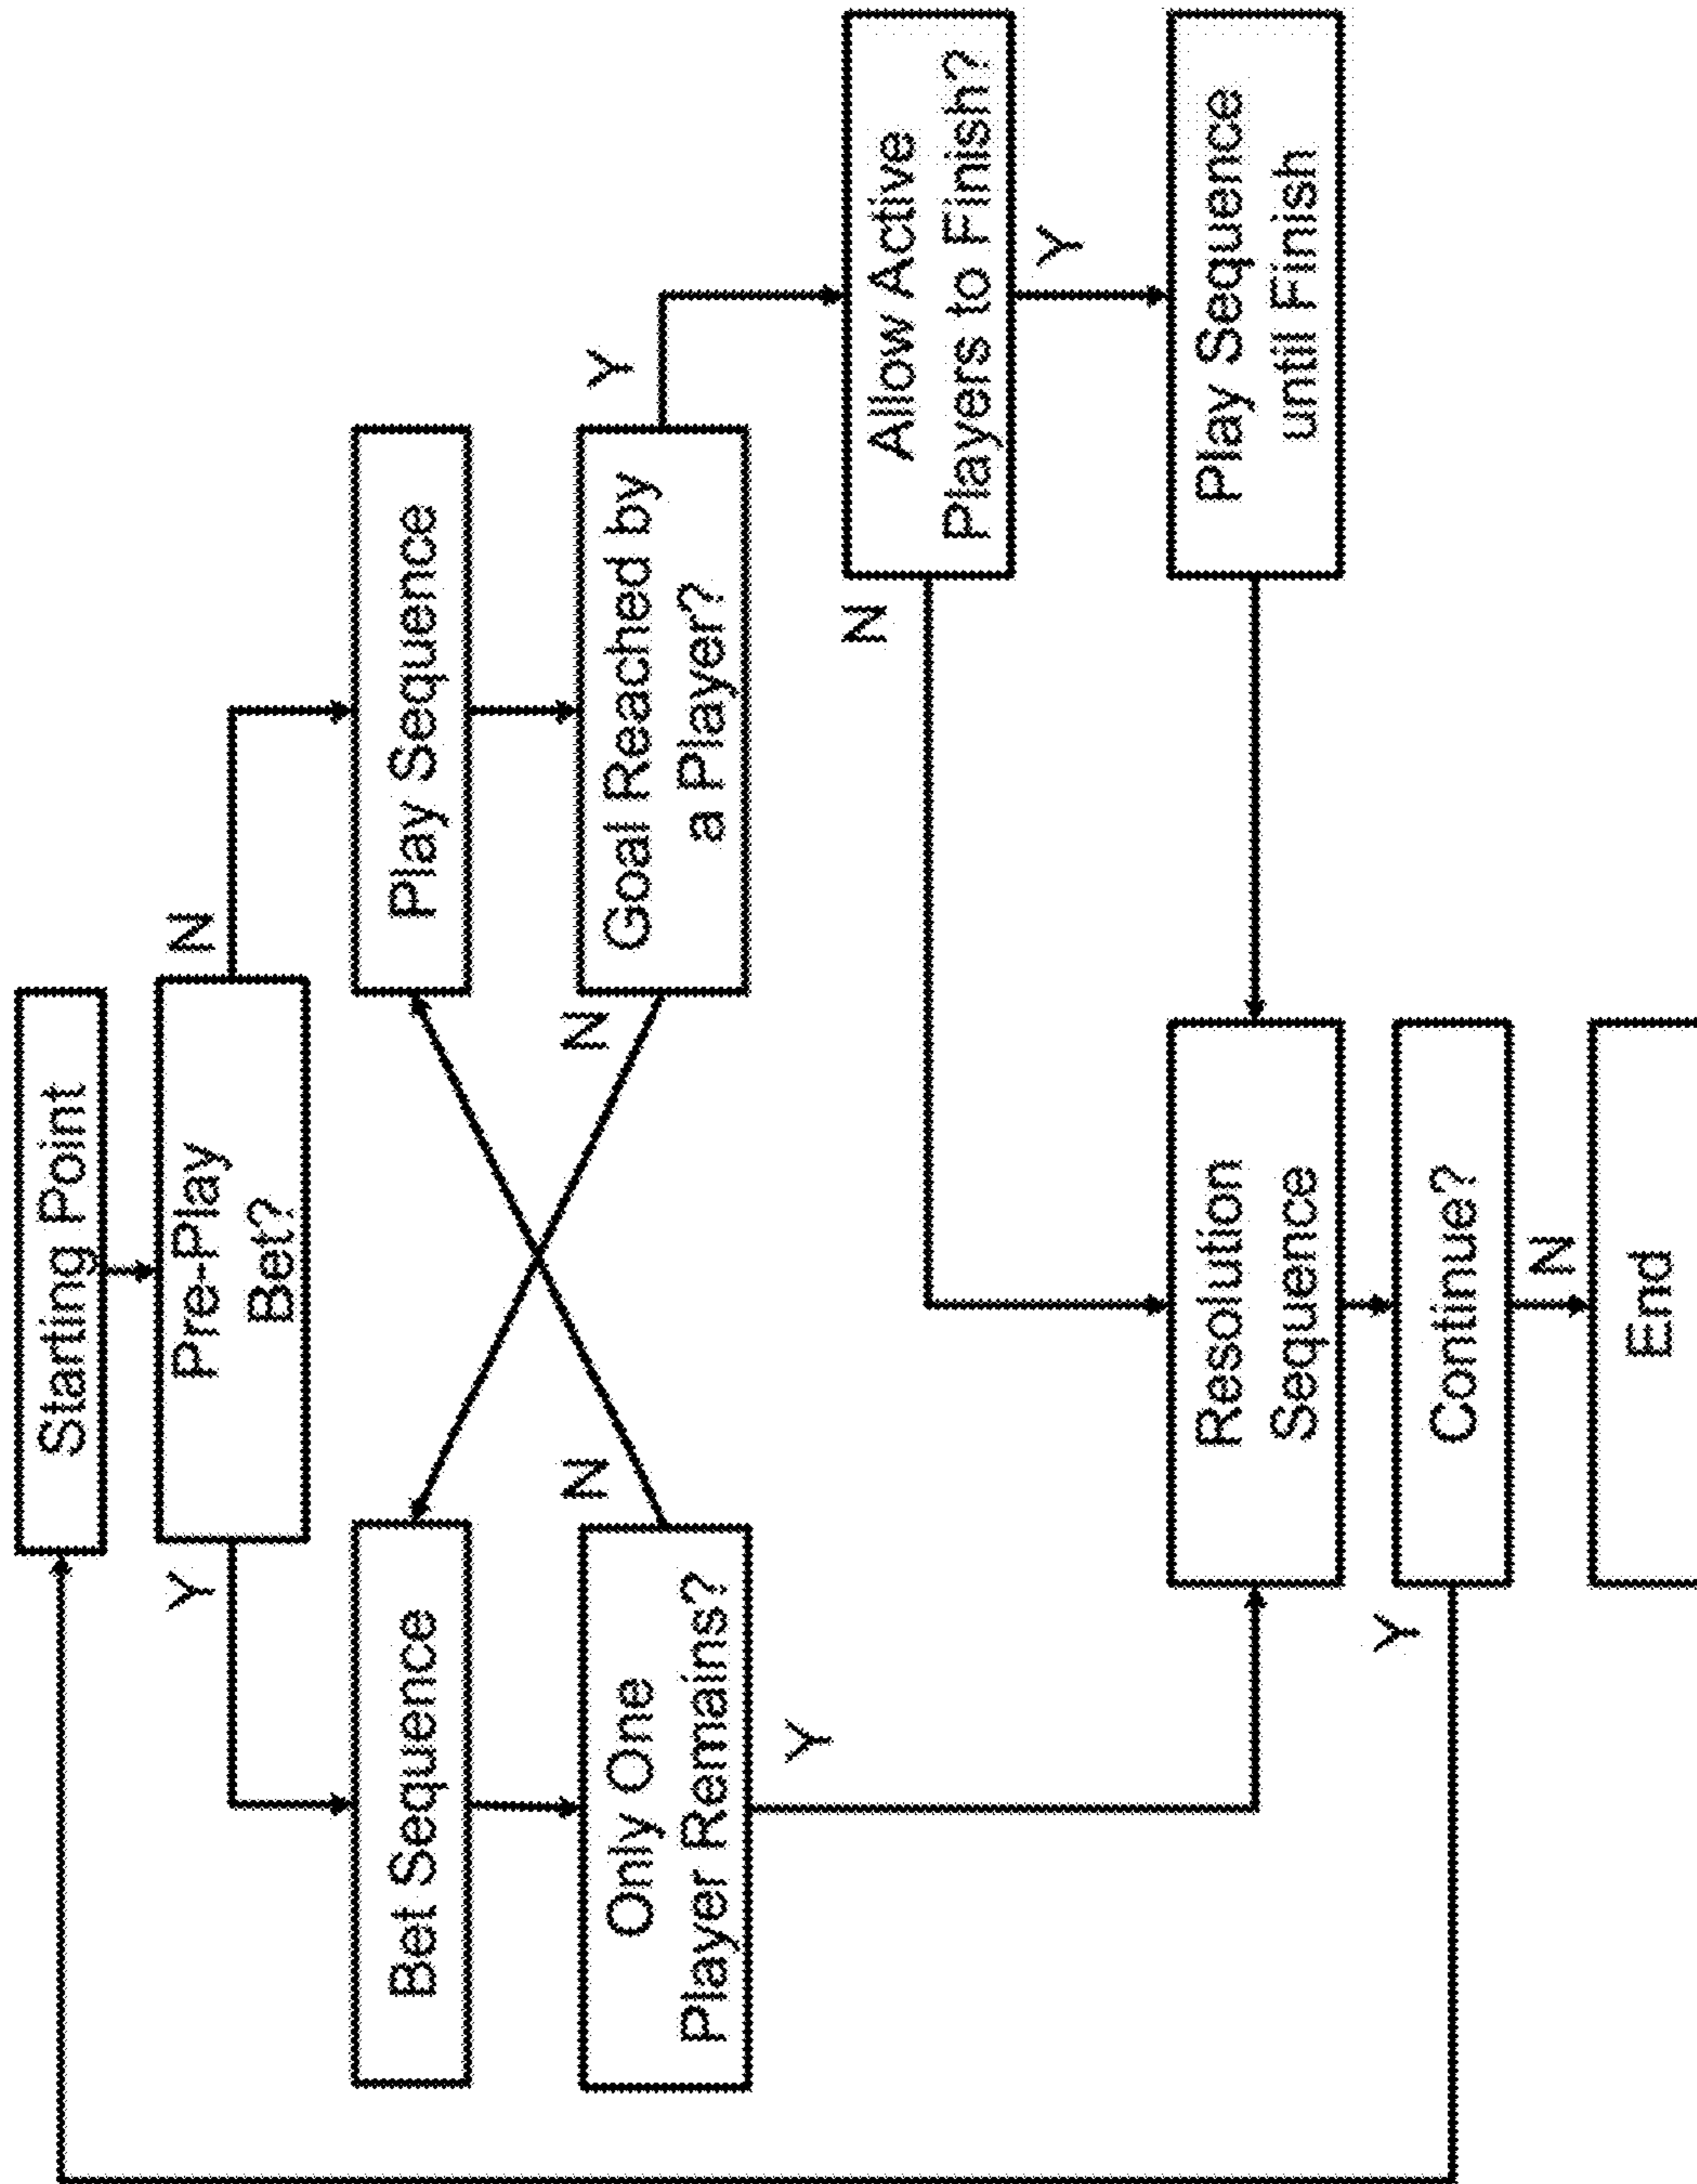 Starting Point
Pre-Play
Bet?
Y
N
Bet Sequence
Play Sequence
Only One
Player Remains?
N
N
Goal Reached by
a Player?
Y
Y
N
Allow Active
Players to Finish?
Y
Resolution
Sequence
Play Sequence
until Finish
Y
Continue?
N
End